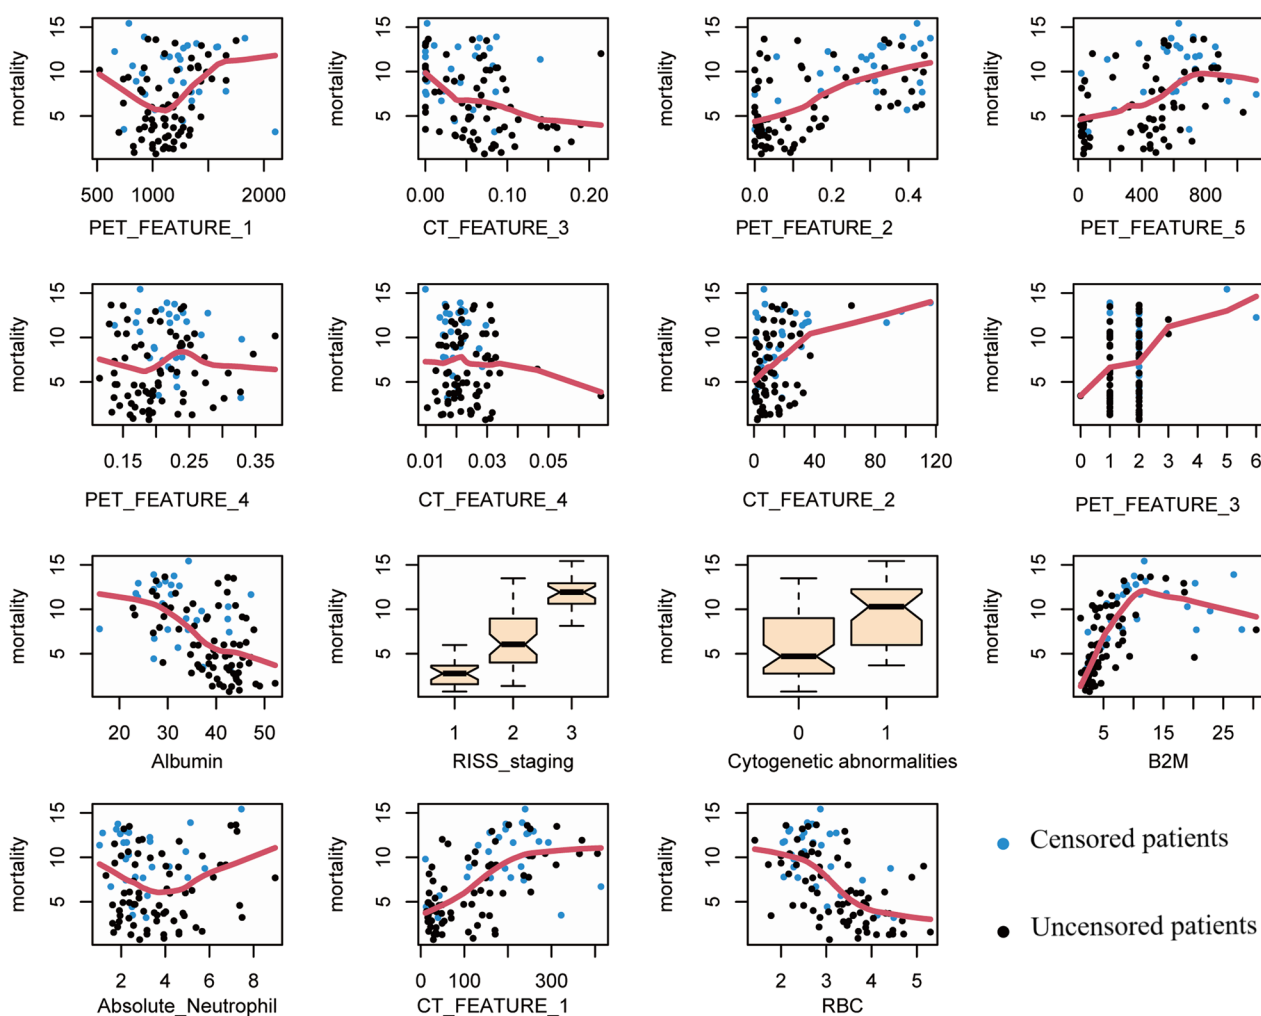 mortality
15
10
5
500 1000 2000
PET_FEATURE_1
mortality
15
10
5
0.00 0.10 0.20
CT_FEATURE_3
mortality
15
10
5
0.0 0.2 0.4
PET_FEATURE_2
mortality
15
10
5
0 400 800
PET_FEATURE_5
mortality
15
10
5
0.15 0.25 0.35
PET_FEATURE_4
mortality
15
10
5
0.01 0.03 0.05
CT_FEATURE_4
mortality
15
10
5
0 40 80 120
CT_FEATURE_2
mortality
15
10
5
0 1 2 3 4 5 6
PET_FEATURE_3
mortality
15
10
5
20 30 40 50
Albumin
mortality
15
10
5
1 2 3
RISS_staging
mortality
15
10
5
0 1
Cytogenetic abnormalities
mortality
15
10
5
5 15 25
B2M
mortality
15
10
5
2 4 6 8
Absolute_Neutrophil
mortality
15
10
5
0 100 300
CT_FEATURE_1
mortality
15
10
5
2 3 4 5
RBC
Censored patients
Uncensored patients